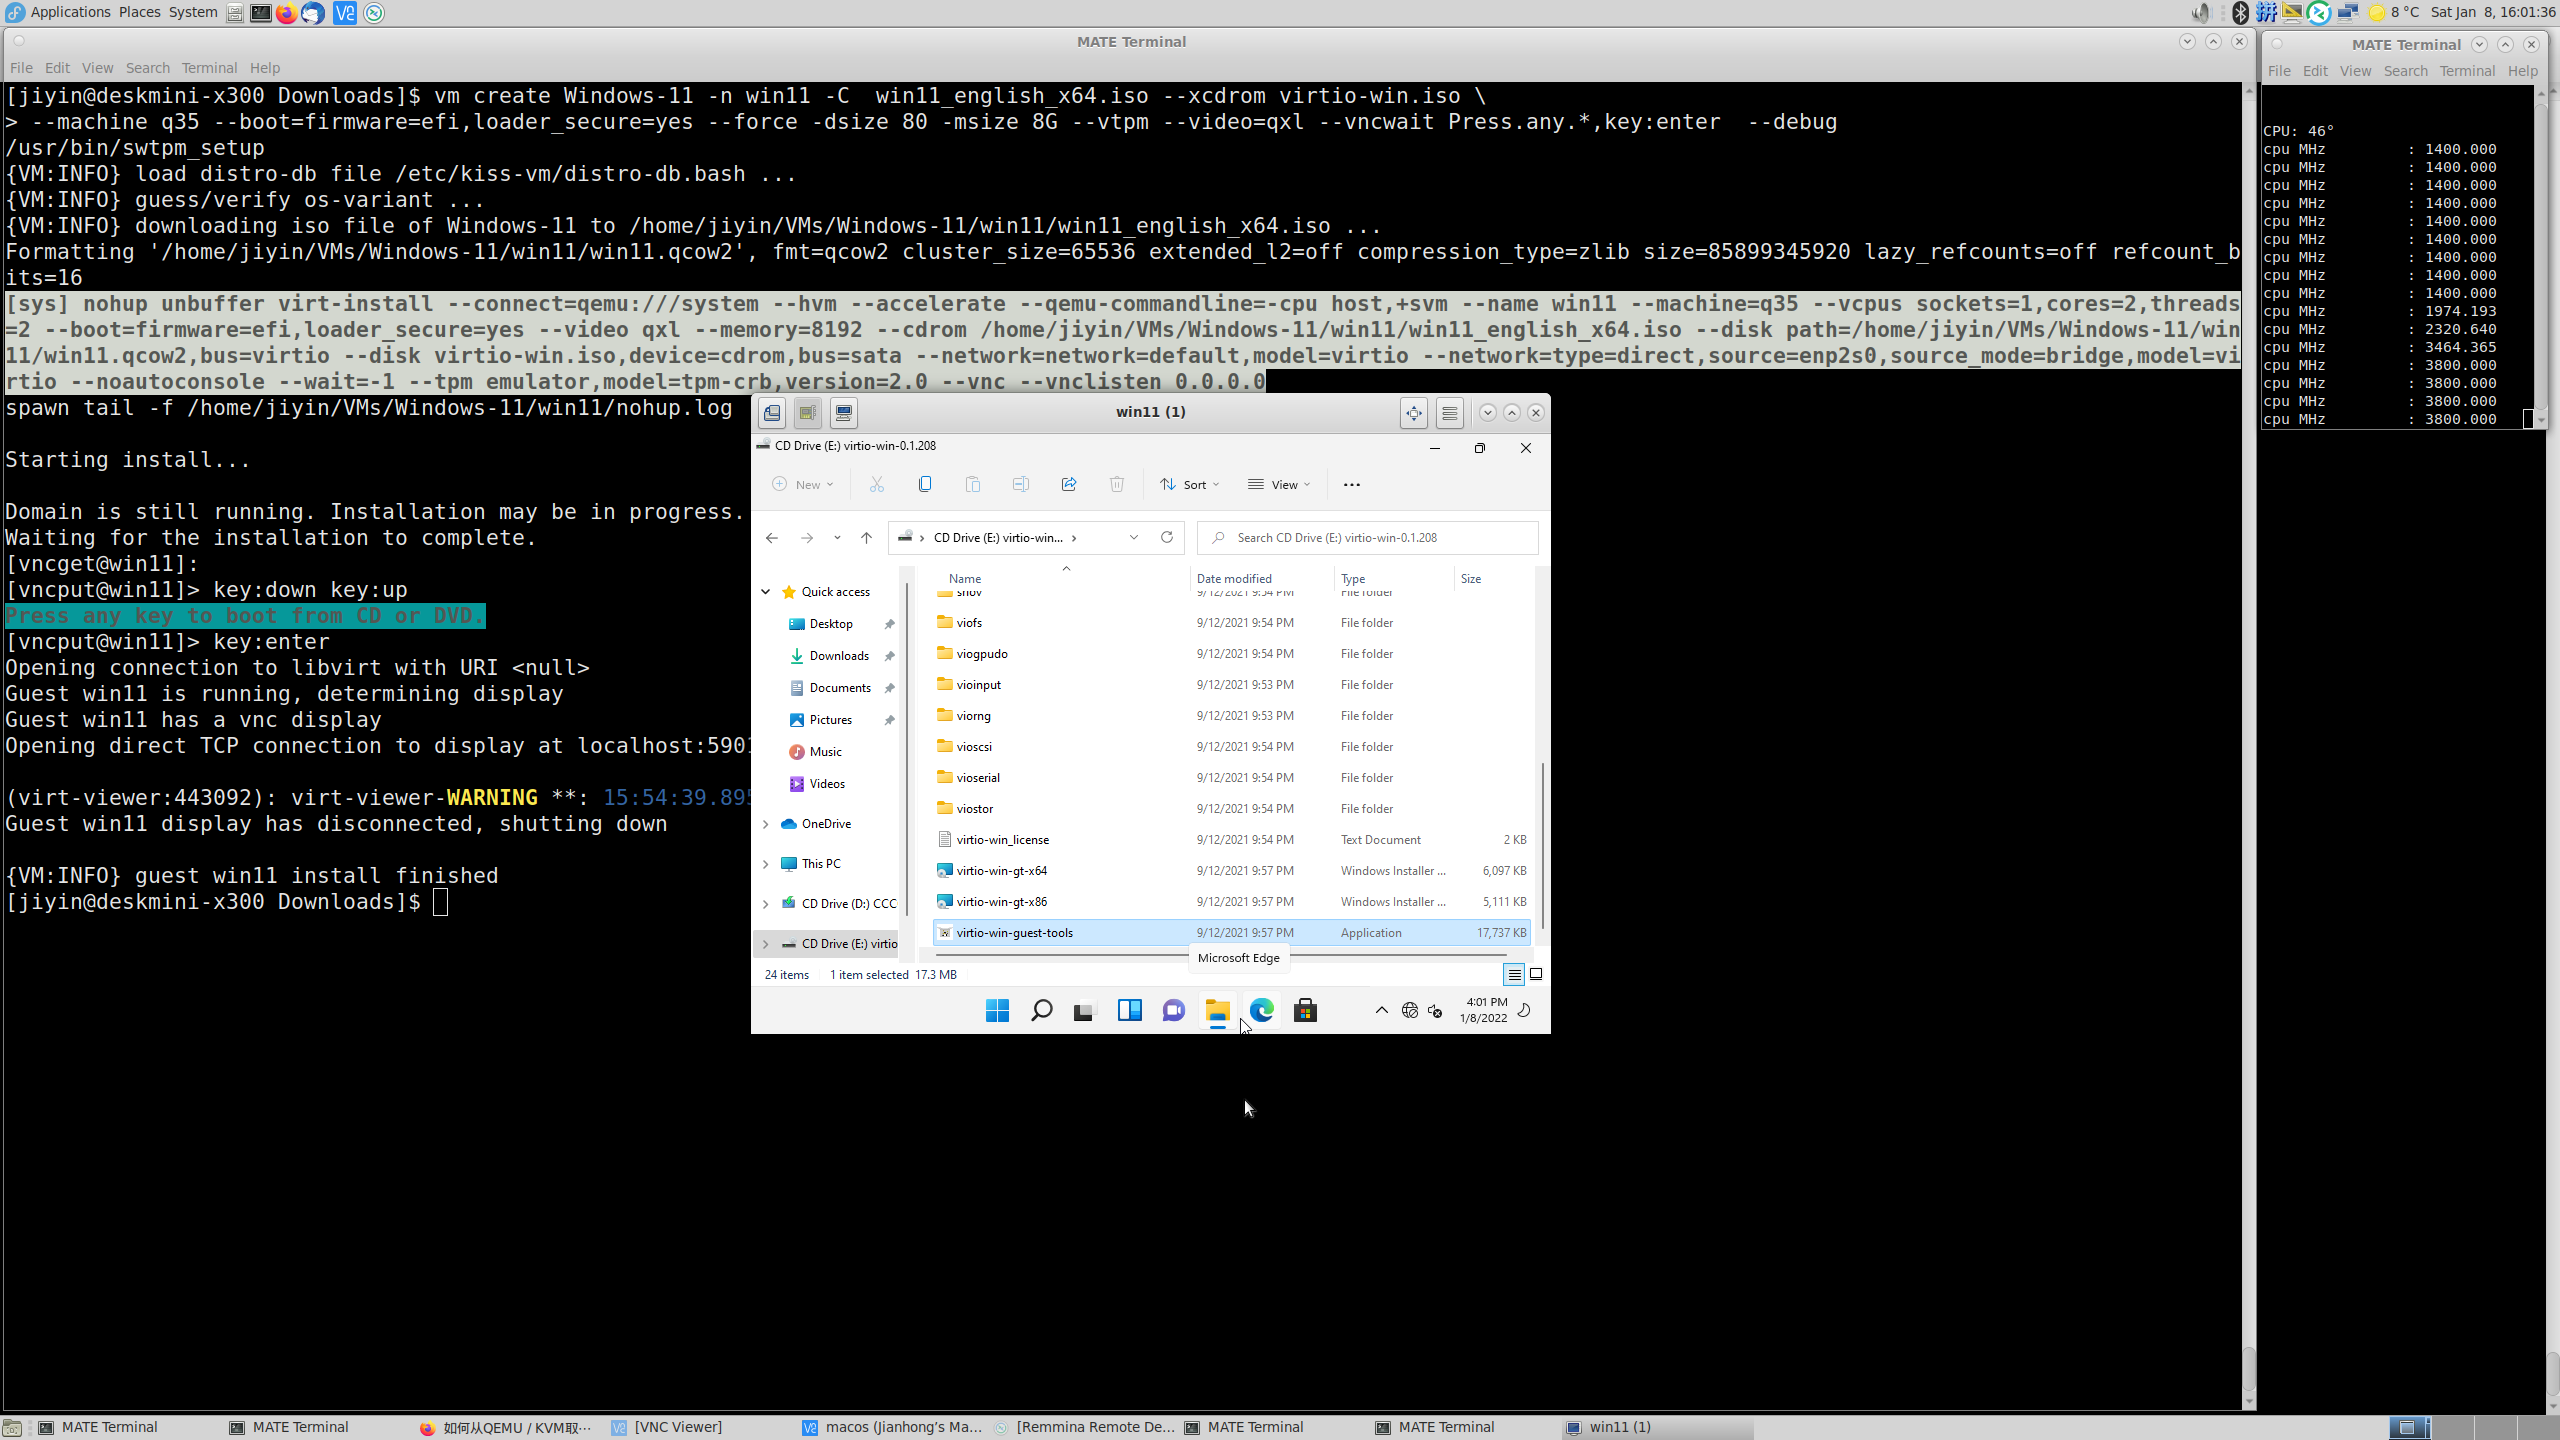 Applications Places System
8 °C Sat Jan 8, 16:01:36
MATE Terminal
File Edit View Search Terminal Help
[jiyin@deskmini-x300 Downloads]$ vm create Windows-11 -n win11 -C  win11_english_x64.iso --xcdrom virtio-win.iso \
> --machine q35 --boot=firmware=efi,loader_secure=yes --force -dsize 80 -msize 8G --vtpm --video=qxl --vncwait Press.any.*,key:enter  --debug
/usr/bin/swtpm_setup
{VM:INFO} load distro-db file /etc/kiss-vm/distro-db.bash ...
{VM:INFO} guess/verify os-variant ...
{VM:INFO} downloading iso file of Windows-11 to /home/jiyin/VMs/Windows-11/win11/win11_english_x64.iso ...
Formatting '/home/jiyin/VMs/Windows-11/win11/win11.qcow2', fmt=qcow2 cluster_size=65536 extended_l2=off compression_type=zlib size=85899345920 lazy_refcounts=off refcount_b
its=16
[sys] nohup unbuffer virt-install --connect=qemu:///system --hvm --accelerate --qemu-commandline=-cpu host,+svm --name win11 --machine=q35 --vcpus sockets=1,cores=2,threads
=2 --boot=firmware=efi,loader_secure=yes --video qxl --memory=8192 --cdrom /home/jiyin/VMs/Windows-11/win11/win11_english_x64.iso --disk path=/home/jiyin/VMs/Windows-11/win
11/win11.qcow2,bus=virtio --disk virtio-win.iso,device=cdrom,bus=sata --network=network=default,model=virtio --network=type=direct,source=enp2s0,source_mode=bridge,model=vi
rtio --noautoconsole --wait=-1 --tpm emulator,model=tpm-crb,version=2.0 --vnc --vnclisten 0.0.0.0
spawn tail -f /home/jiyin/VMs/Windows-11/win11/nohup.log
Starting install...
Domain is still running. Installation may be in progress.
Waiting for the installation to complete.
[vncget@win11]:
[vncput@win11]> key:down key:up
Press any key to boot from CD or DVD.
[vncput@win11]> key:enter
Opening connection to libvirt with URI <null>
Guest win11 is running, determining display
Guest win11 has a vnc display
Opening direct TCP connection to display at localhost:5901
(virt-viewer:443092): virt-viewer-WARNING **: 15:54:39.895
Guest win11 display has disconnected, shutting down
{VM:INFO} guest win11 install finished
[jiyin@deskmini-x300 Downloads]$
MATE Terminal
File Edit View Search Terminal Help
CPU: 46°
cpu MHz : 1400.000
cpu MHz : 1400.000
cpu MHz : 1400.000
cpu MHz : 1400.000
cpu MHz : 1400.000
cpu MHz : 1400.000
cpu MHz : 1400.000
cpu MHz : 1400.000
cpu MHz : 1400.000
cpu MHz : 1974.193
cpu MHz : 2320.640
cpu MHz : 3464.365
cpu MHz : 3800.000
cpu MHz : 3800.000
cpu MHz : 3800.000
cpu MHz : 3800.000
win11 (1)
CD Drive (E:) virtio-win-0.1.208
New Sort View
CD Drive (E:) virtio-win...
Search CD Drive (E:) virtio-win-0.1.208
Quick access
Desktop
Downloads
Documents
Pictures
Music
Videos
OneDrive
This PC
CD Drive (D:) CCC
CD Drive (E:) virtio
Name Date modified Type Size
9/12/2021 9:54 PM File folder
viofs 9/12/2021 9:54 PM File folder
viogpudo 9/12/2021 9:54 PM File folder
vioinput 9/12/2021 9:53 PM File folder
viorng 9/12/2021 9:53 PM File folder
vioscsi 9/12/2021 9:54 PM File folder
vioserial 9/12/2021 9:54 PM File folder
viostor 9/12/2021 9:54 PM File folder
virtio-win_license 9/12/2021 9:54 PM Text Document 2 KB
virtio-win-gt-x64 9/12/2021 9:57 PM Windows Installer ... 6,097 KB
virtio-win-gt-x86 9/12/2021 9:57 PM Windows Installer ... 5,111 KB
virtio-win-guest-tools 9/12/2021 9:57 PM Application 17,737 KB
Microsoft Edge
24 items 1 item selected 17.3 MB
4:01 PM
1/8/2022
MATE Terminal
MATE Terminal
如何从QEMU / KVM取...
[VNC Viewer]
macos (Jianhong’s Ma...
[Remmina Remote De...
MATE Terminal
MATE Terminal
win11 (1)